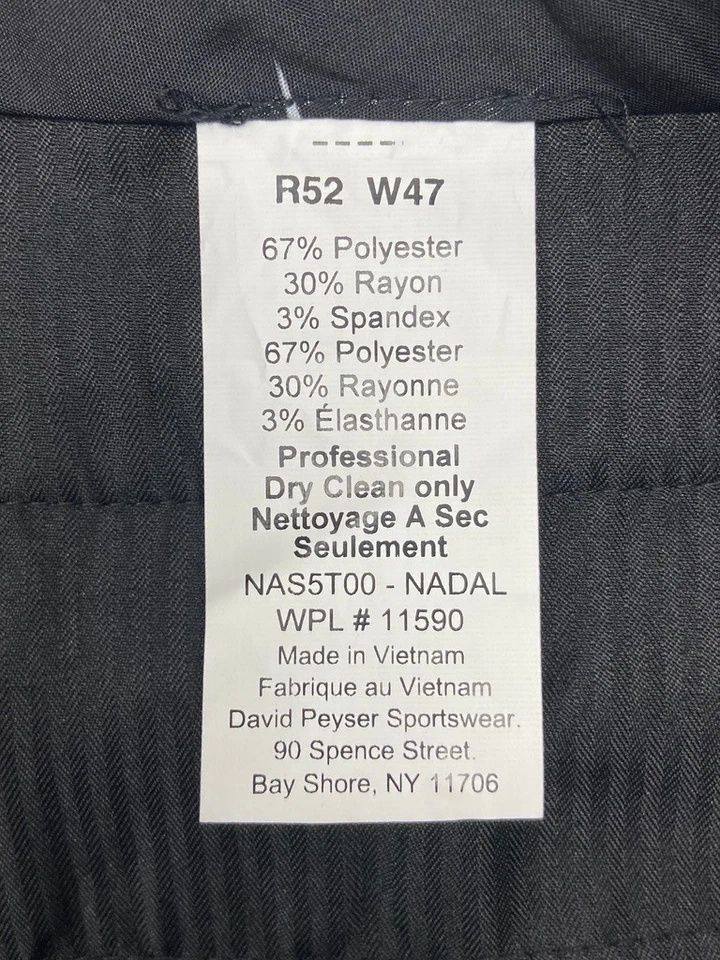 R52 W47
67% Polyester
30% Rayon
3% Spandex
67% Polyester
30% Rayonne
3% Élasthanne
Professional
Dry Clean only
Nettoyage A Sec
Seulement
NAS5T00 - NADAL
WPL # 11590
Made in Vietnam
Fabrique au Vietnam
David Peyser Sportswear.
90 Spence Street.
Bay Shore, NY 11706